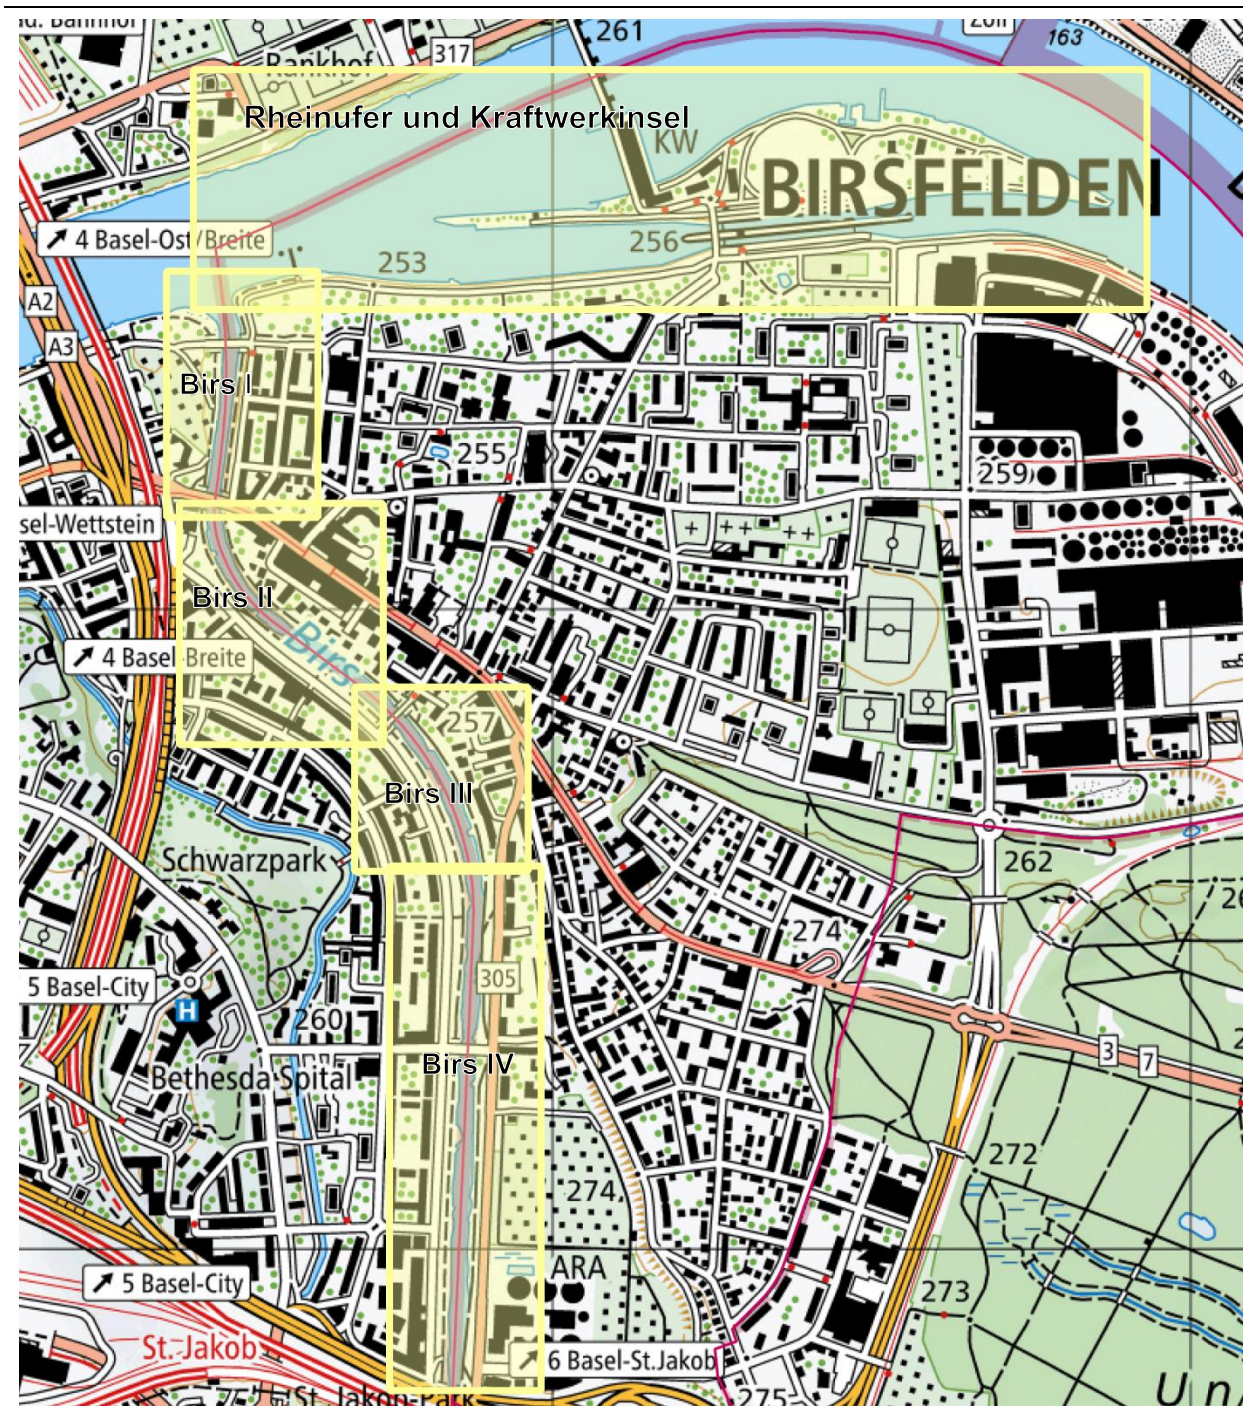 261
Zoll
163
317
Rankhof
Rheinufer und Kraftwerkinsel
KW
BIRSFELDEN
4 Basel-Ost/Breite
256
253
A2
A3
Birs I
255
259
sel-Wettstein
Birs II
Birs
4 Basel-Breite
257
Birs III
Schwarzpark
262
274
305
5 Basel-City
H
260
3
7
Birs IV
Bethesda Spital
272
274
ARA
5 Basel-City
273
St. Jakob
6 Basel-St.Jakob
St. Jakob-Park
275